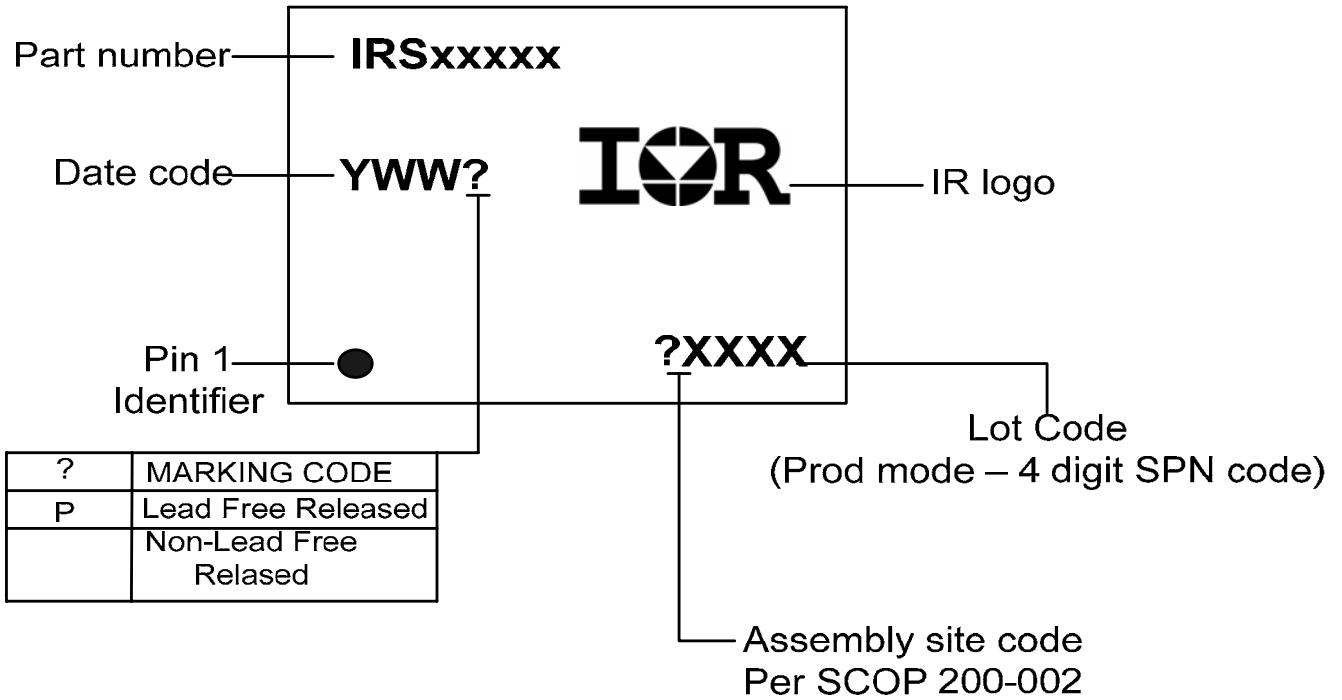 Part number
IRSxxxxx
Date code
YWW?
IOR
IR logo
Pin 1
Identifier
?XXXX
Lot Code
(Prod mode – 4 digit SPN code)
? MARKING CODE
P Lead Free Released
Non-Lead Free
Relased
Assembly site code
Per SCOP 200-002